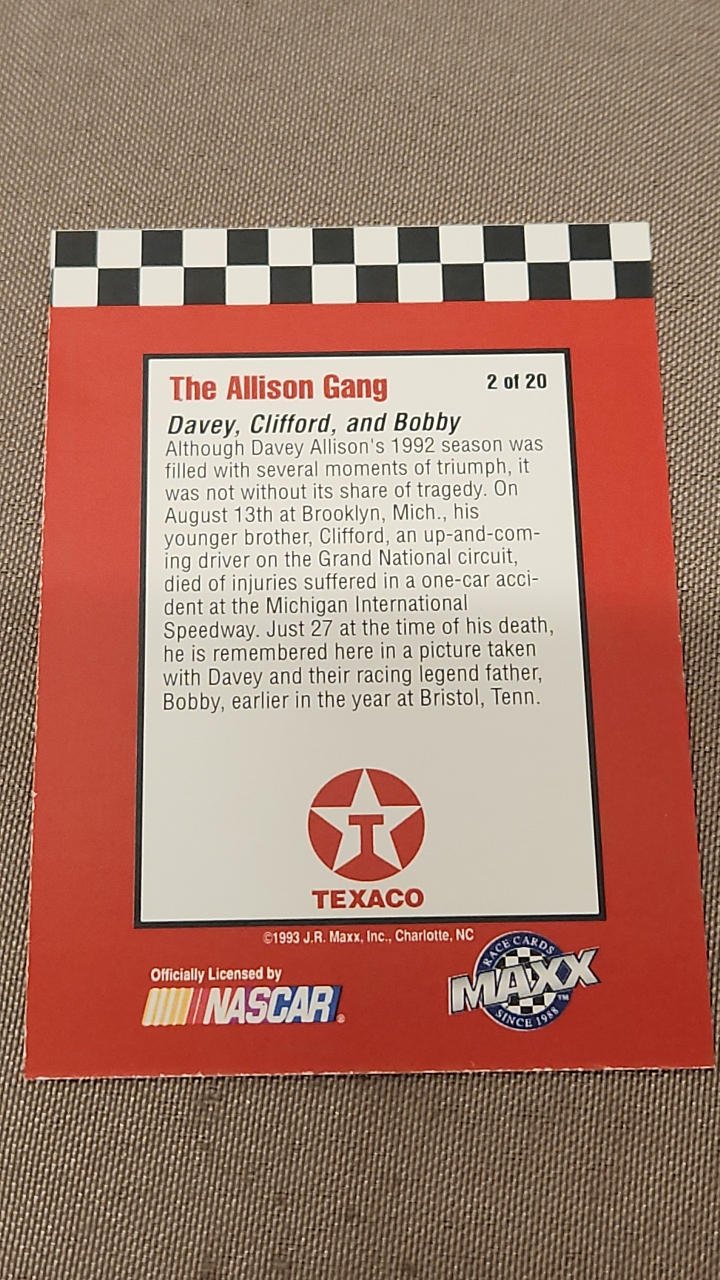 The Allison Gang 2 of 20
Davey, Clifford, and Bobby
Although Davey Allison's 1992 season was
filled with several moments of triumph, it
was not without its share of tragedy. On
August 13th at Brooklyn, Mich., his
younger brother, Clifford, an up-and-com-
ing driver on the Grand National circuit,
died of injuries suffered in a one-car acci-
dent at the Michigan International
Speedway. Just 27 at the time of his death,
he is remembered here in a picture taken
with Davey and their racing legend father,
Bobby, earlier in the year at Bristol, Tenn.
T
TEXACO
©1993 J.R. Maxx, Inc., Charlotte, NC
Officially Licensed by
NASCAR®
RACE CARDS
MAXX™
SINCE 1988